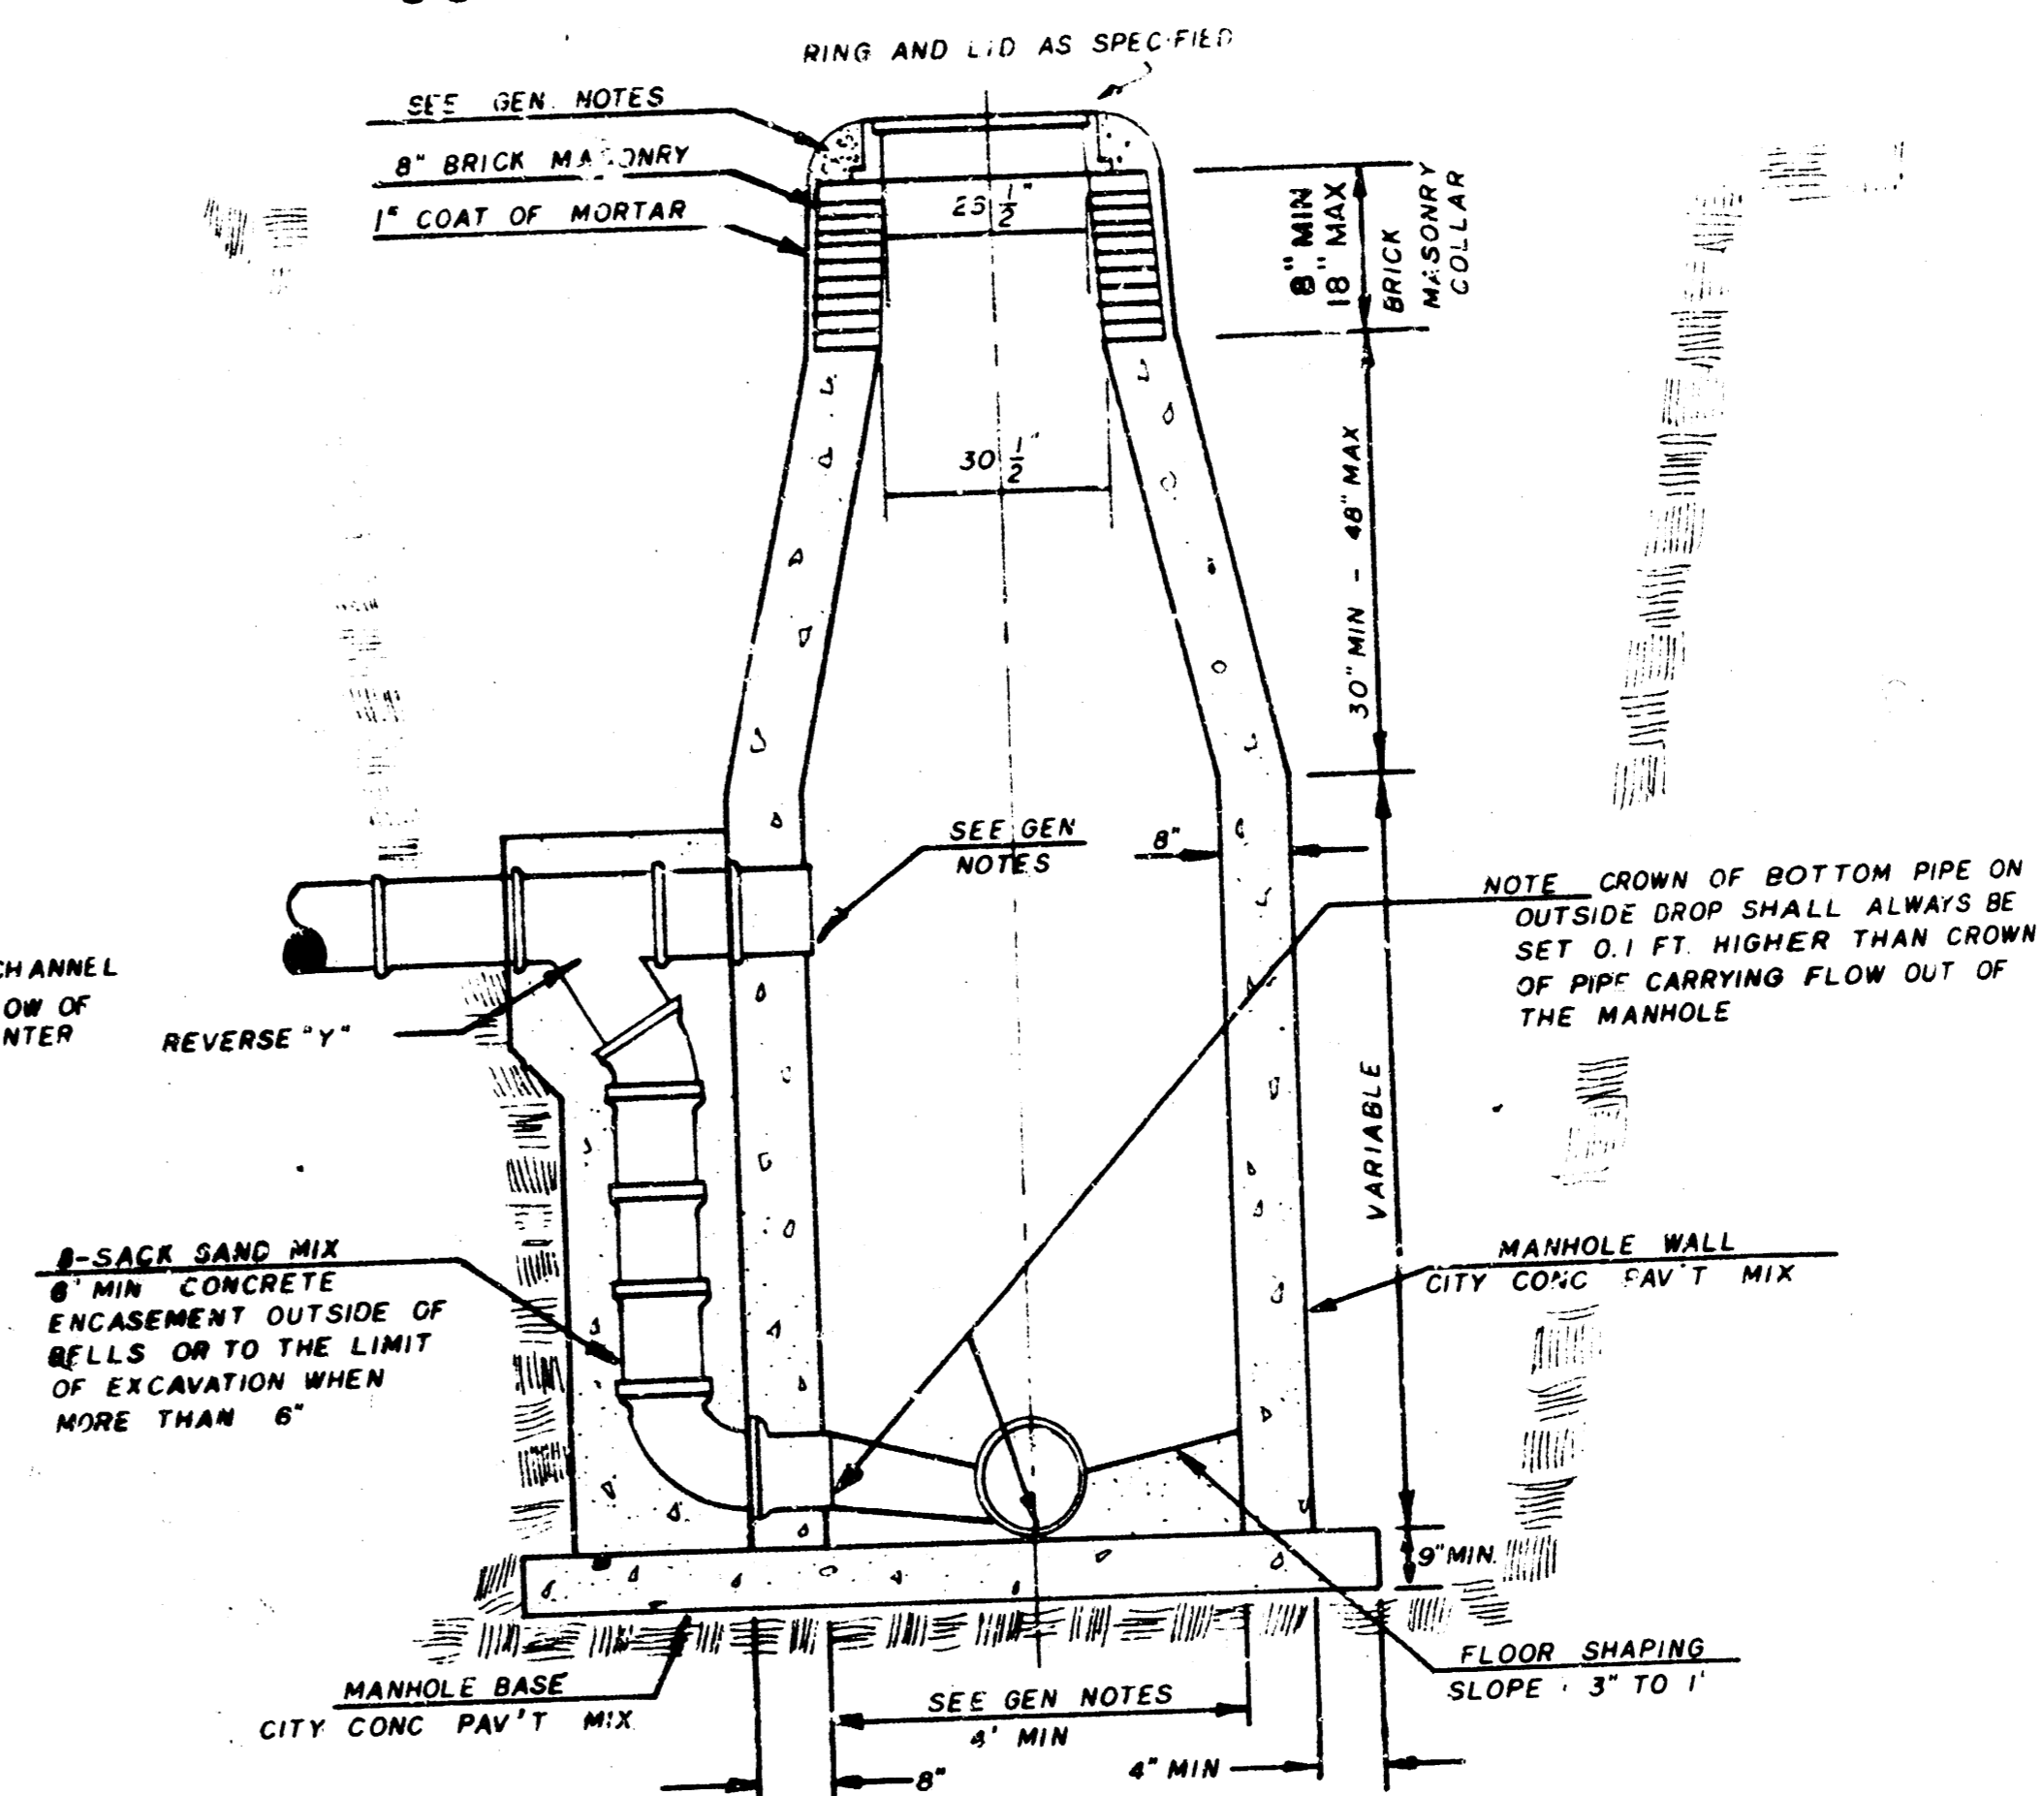 RING AND LID AS SPECIFIED
SEE GEN. NOTES
8" BRICK MASONRY
1" COAT OF MORTAR
1/2"
30 1/2"
8" MIN
18" MAX
BRICK
MASONRY
COLLAR
30" MIN - 48" MAX
SEE GEN
NOTES
8"
NOTE CROWN OF BOTTOM PIPE ON
OUTSIDE DROP SHALL ALWAYS BE
SET 0.1 FT. HIGHER THAN CROWN
OF PIPE CARRYING FLOW OUT OF
THE MANHOLE
CHANNEL
OW OF
NTER
REVERSE "Y"
VARIABLE
-SACK SAND MIX
6" MIN CONCRETE
ENCASEMENT OUTSIDE OF
BELLS OR TO THE LIMIT
OF EXCAVATION WHEN
MORE THAN 6"
MANHOLE WALL
CITY CONC PAV'T MIX
9" MIN.
MANHOLE BASE
CITY CONC PAV'T MIX
SEE GEN NOTES
MIN
FLOOR SHAPING
SLOPE : 3" TO 1'
8"
4" MIN